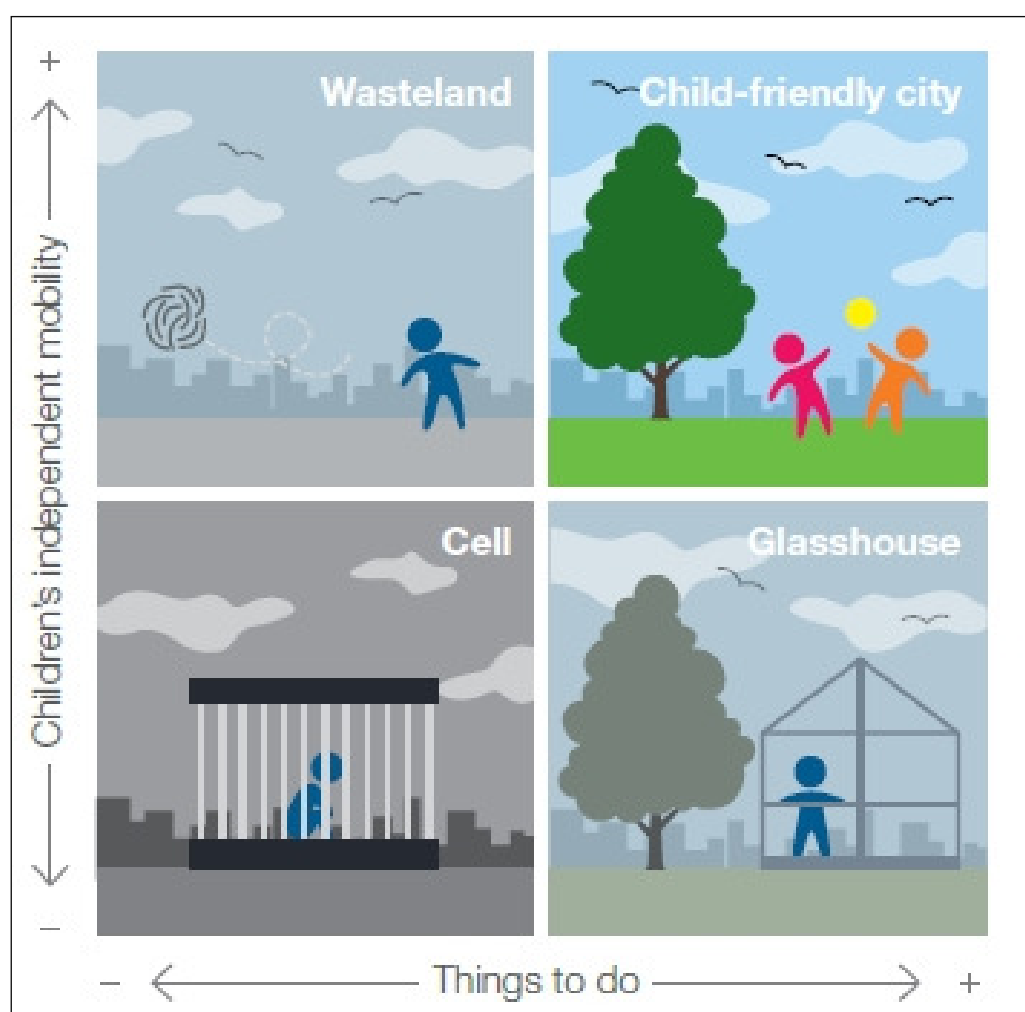 +
Wasteland
Child-friendly city
Children's independent mobility
Cell
Glasshouse
−
− Things to do +